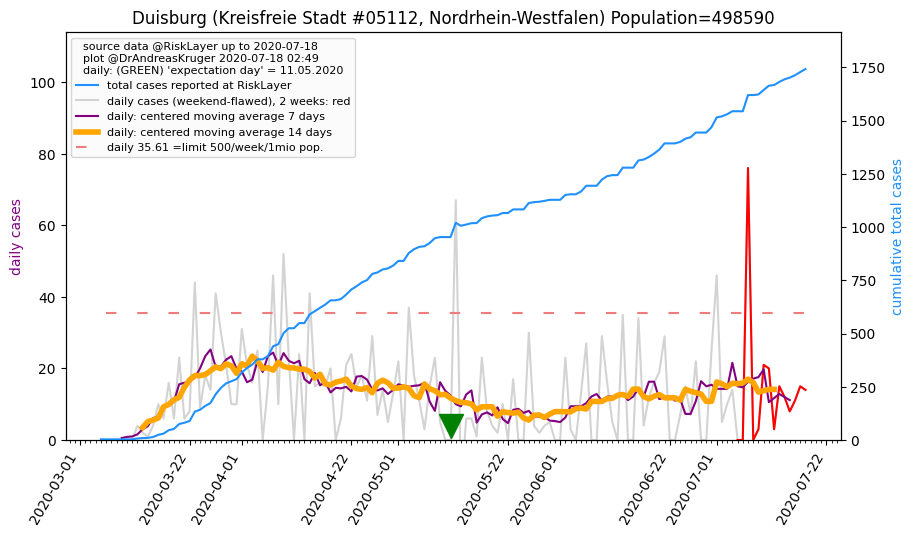 Duisburg (Kreisfreie Stadt #05112, Nordrhein-Westfalen) Population=498590
source data @RiskLayer up to 2020-07-18
plot @DrAndreasKruger 2020-07-18 02:49
daily: (GREEN) 'expectation day' = 11.05.2020
total cases reported at RiskLayer
daily cases (weekend-flawed), 2 weeks: red
daily: centered moving average 7 days
daily: centered moving average 14 days
daily 35.61 =limit 500/week/1mio pop.
daily cases
100
80
60
40
20
0
cumulative total cases
1750
1500
1250
1000
750
500
250
0
2020-03-01
2020-03-22
2020-04-01
2020-04-22
2020-05-01
2020-05-22
2020-06-01
2020-06-22
2020-07-01
2020-07-22